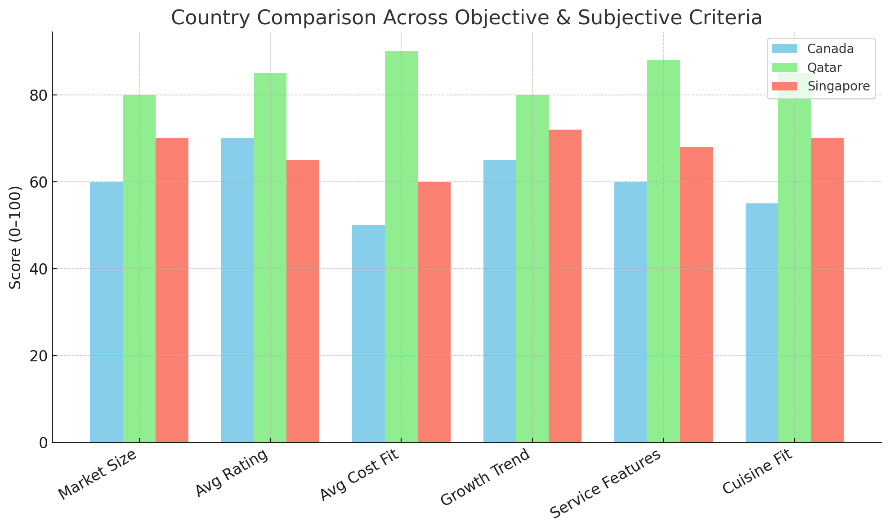 Country Comparison Across Objective & Subjective Criteria
Canada
Qatar
Singapore
Score (0–100)
80
60
40
20
0
Market Size
Avg Rating
Avg Cost Fit
Growth Trend
Service Features
Cuisine Fit